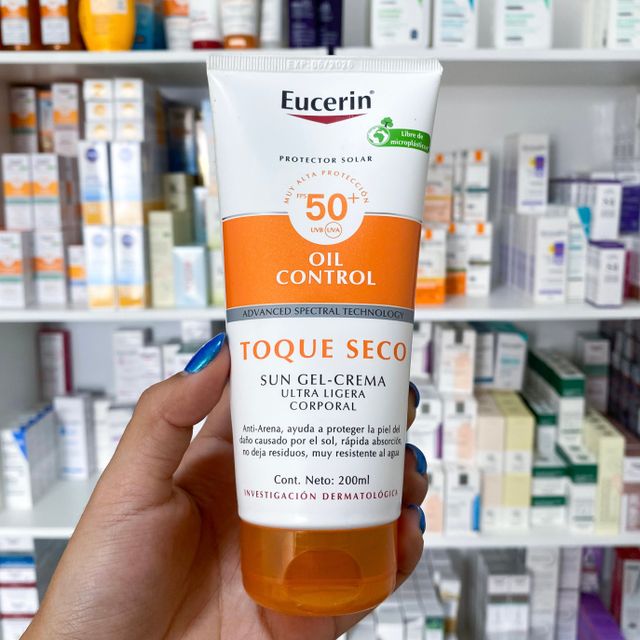 Eucerin®
Libre de
microplásticos
PROTECTOR SOLAR
MUY ALTA PROTECCIÓN
FPS 50+
UVB UVA
OIL
CONTROL
ADVANCED SPECTRAL TECHNOLOGY
TOQUE SECO
SUN GEL-CREMA
ULTRA LIGERA
CORPORAL
Anti-Arena, ayuda a proteger la piel del
daño causado por el sol, rápida absorción,
no deja residuos, muy resistente al agua
Cont. Neto: 200ml
INVESTIGACIÓN DERMATOLÓGICA